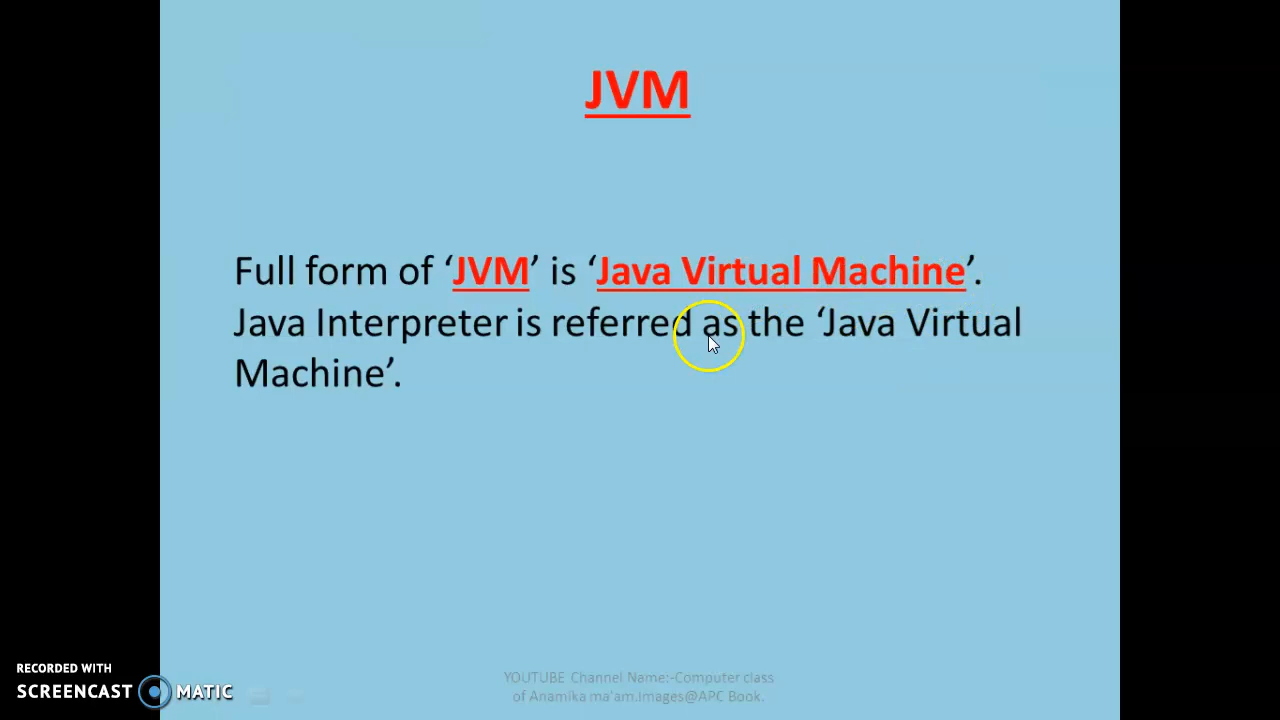 JVM
Full form of ‘JVM’ is ‘Java Virtual Machine’.
Java Interpreter is referred as the ‘Java Virtual
Machine’.
YOUTUBE Channel Name:-Computer class
of Anamika ma'am.Images@APC Book.
RECORDED WITH
SCREENCAST MATIC